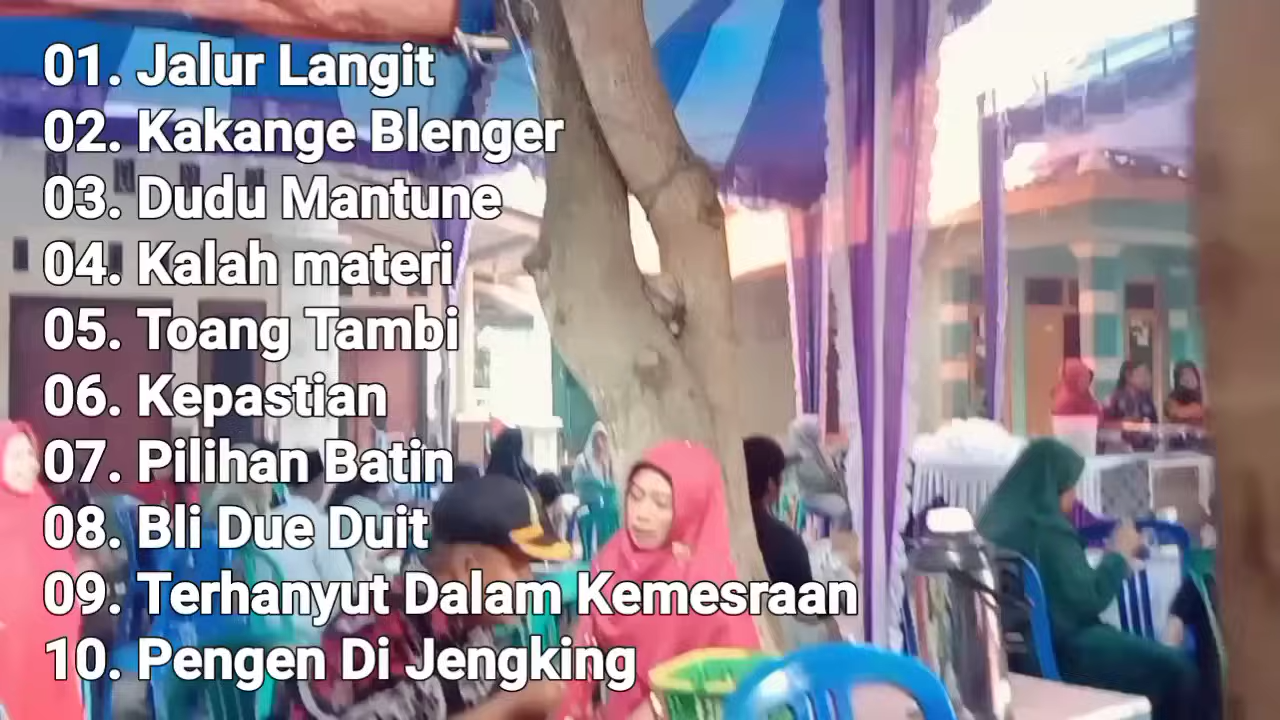 01. Jalur Langit
02. Kakange Blenger
03. Dudu Mantune
04. Kalah materi
05. Toang Tambi
06. Kepastian
07. Pilihan Batin
08. Bli Due Duit
09. Terhanyut Dalam Kemesraan
10. Pengen Di Jengking